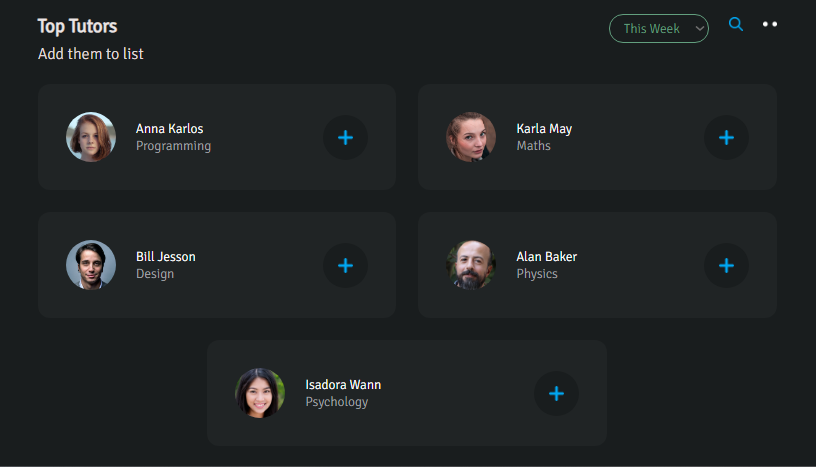 Top Tutors
This Week
Add them to list
Anna Karlos
Programming
Karla May
Maths
Bill Jesson
Design
Alan Baker
Physics
Isadora Wann
Psychology